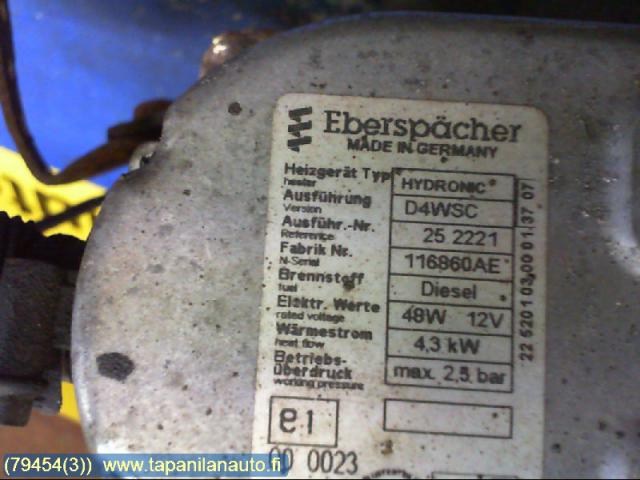 Eberspächer
MADE IN GERMANY
Heizgerät Typ HYDRONIC
heater
Ausführung D4WSC
Version
Ausführ.-Nr. 25 2221
Reference
Fabrik Nr. 116860AE
N-Serial
Brennstoff Diesel
fuel
Elektr. Werte 48W 12V
rated voltage
Wärmestrom 4,3 kW
heat flow
Betriebs-
überdruck max. 2,5 bar
working pressure
22 5201 03 00 01 37 07
e1
00 0023
(79454(3)) www.tapanilanauto.fi